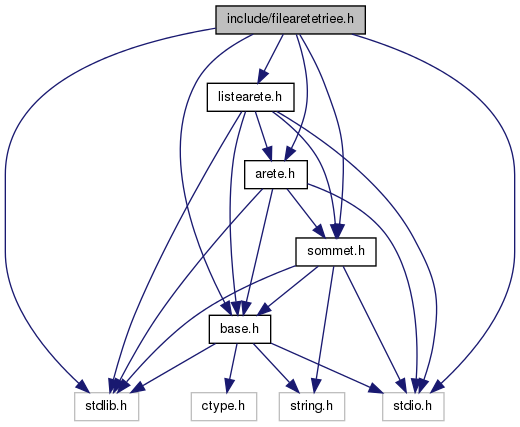 include/filearetetriee.h
listearete.h
arete.h
sommet.h
base.h
stdlib.h
ctype.h
string.h
stdio.h